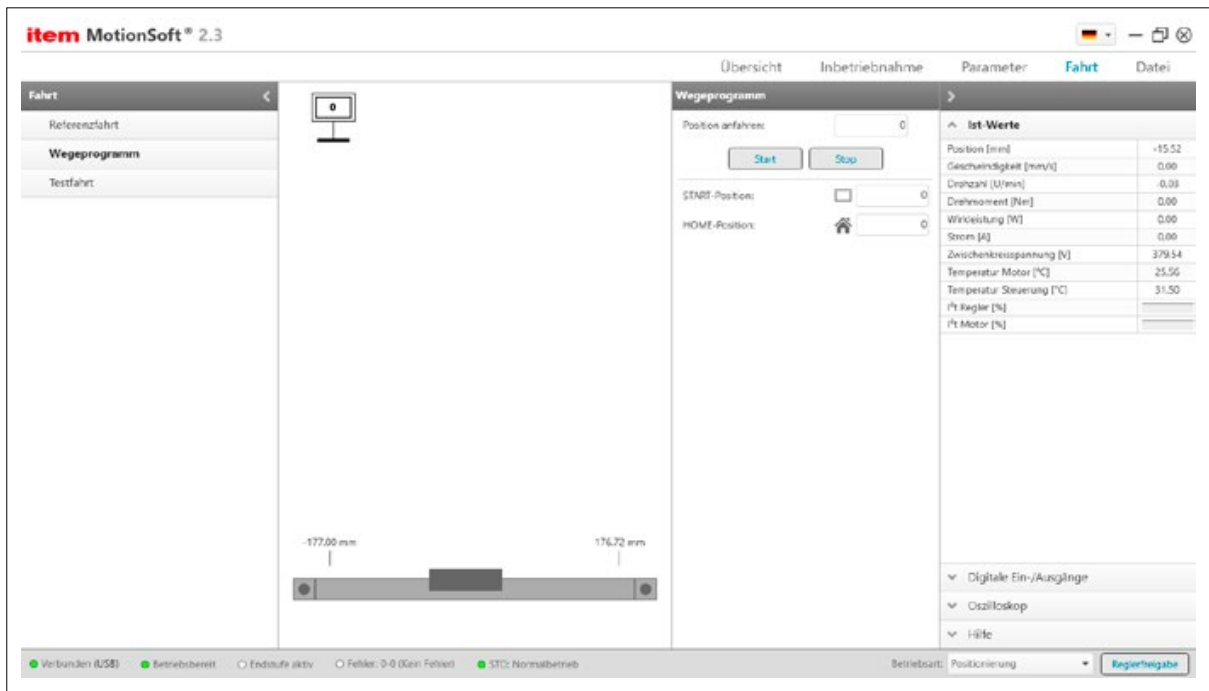 item MotionSoft® 2.3
Übersicht Inbetriebnahme Parameter Fahrt Datei
Fahrt
Referenzfahrt
Wegeprogramm
Testfahrt
0
-177.00 mm 176.72 mm
Wegeprogramm
Position anfahren: 0
Start Stop
START-Position: 0
HOME-Position: 0
Ist-Werte
Position [mm] -15.52
Geschwindigkeit [mm/s] 0,00
Drehzahl [U/min] -0,03
Drehmoment [Nm] 0,00
Wirkleistung [W] 0,00
Strom [A] 0,00
Zwischenkreisspannung [V] 379.54
Temperatur Motor [°C] 25.56
Temperatur Steuerung [°C] 31.50
I²t Regler [%]
I²t Motor [%]
Digitale Ein-/Ausgänge
Oszilloskop
Hilfe
Verbunden (USB) Betriebsbereit Endstufe aktiv Fehler: 0-0 (Kein Fehler) STO: Normalbetrieb Betriebsart: Positionierung Reglerfreigabe